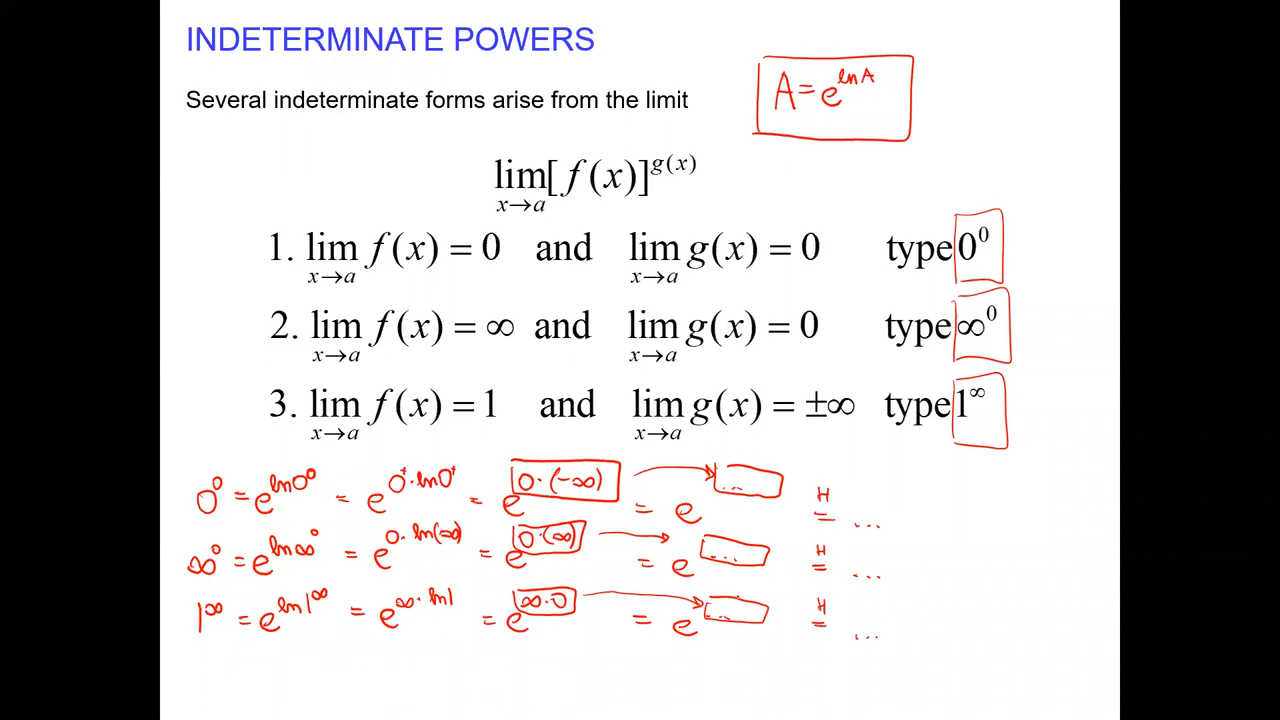 INDETERMINATE POWERS
A = e^{ln A}
Several indeterminate forms arise from the limit
lim_{x→a} [f(x)]^{g(x)}
1. lim_{x→a} f(x) = 0 and lim_{x→a} g(x) = 0 type 0^0
2. lim_{x→a} f(x) = ∞ and lim_{x→a} g(x) = 0 type ∞^0
3. lim_{x→a} f(x) = 1 and lim_{x→a} g(x) = ±∞ type 1^∞
0^0 = e^{ln 0^0} = e^{0^+ · ln 0^+} = e^{0 · (-∞)} = e^{...} =^H ...
∞^0 = e^{ln ∞^0} = e^{0 · ln(∞)} = e^{0 · (∞)} = e^{...} =^H ...
1^∞ = e^{ln 1^∞} = e^{∞ · ln 1} = e^{∞ · 0} = e^{...} =^H ...